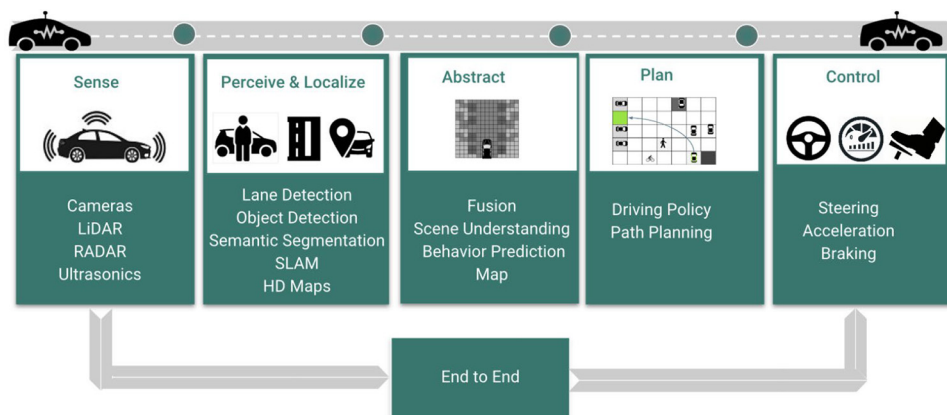 Sense
Cameras
LiDAR
RADAR
Ultrasonics
Perceive & Localize
Lane Detection
Object Detection
Semantic Segmentation
SLAM
HD Maps
Abstract
Fusion
Scene Understanding
Behavior Prediction
Map
Plan
Driving Policy
Path Planning
Control
Steering
Acceleration
Braking
End to End